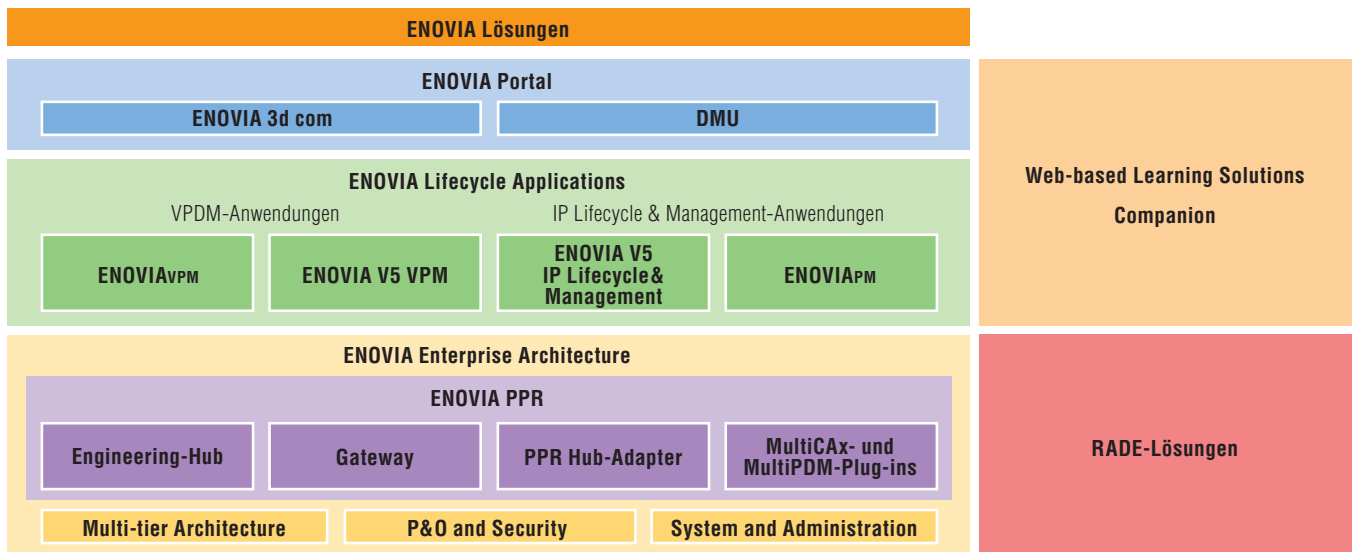 ENOVIA Lösungen
ENOVIA Portal
ENOVIA 3d com
DMU
ENOVIA Lifecycle Applications
VPDM-Anwendungen
IP Lifecycle & Management-Anwendungen
ENOVIAVPM
ENOVIA V5 VPM
ENOVIA V5
IP Lifecycle&
Management
ENOVIAPM
Web-based Learning Solutions
Companion
ENOVIA Enterprise Architecture
ENOVIA PPR
Engineering-Hub
Gateway
PPR Hub-Adapter
MultiCAx- und
MultiPDM-Plug-ins
Multi-tier Architecture
P&O and Security
System and Administration
RADE-Lösungen